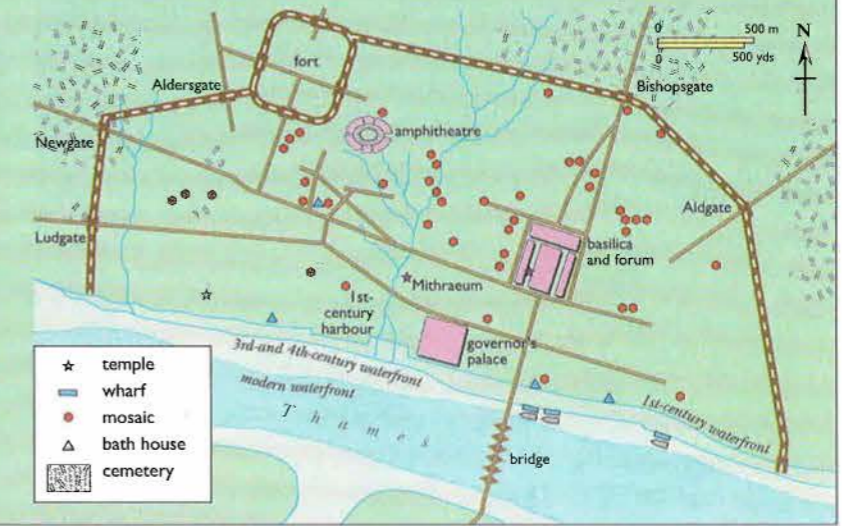 0 500 m
0 500 yds
N
fort
Aldersgate
Bishopsgate
amphitheatre
Newgate
Aldgate
Ludgate
basilica
and forum
Mithraeum
1st-
century
harbour
governor's
palace
3rd-and 4th-century waterfront
modern waterfront
1st-century waterfront
Thames
bridge
temple
wharf
mosaic
bath house
cemetery